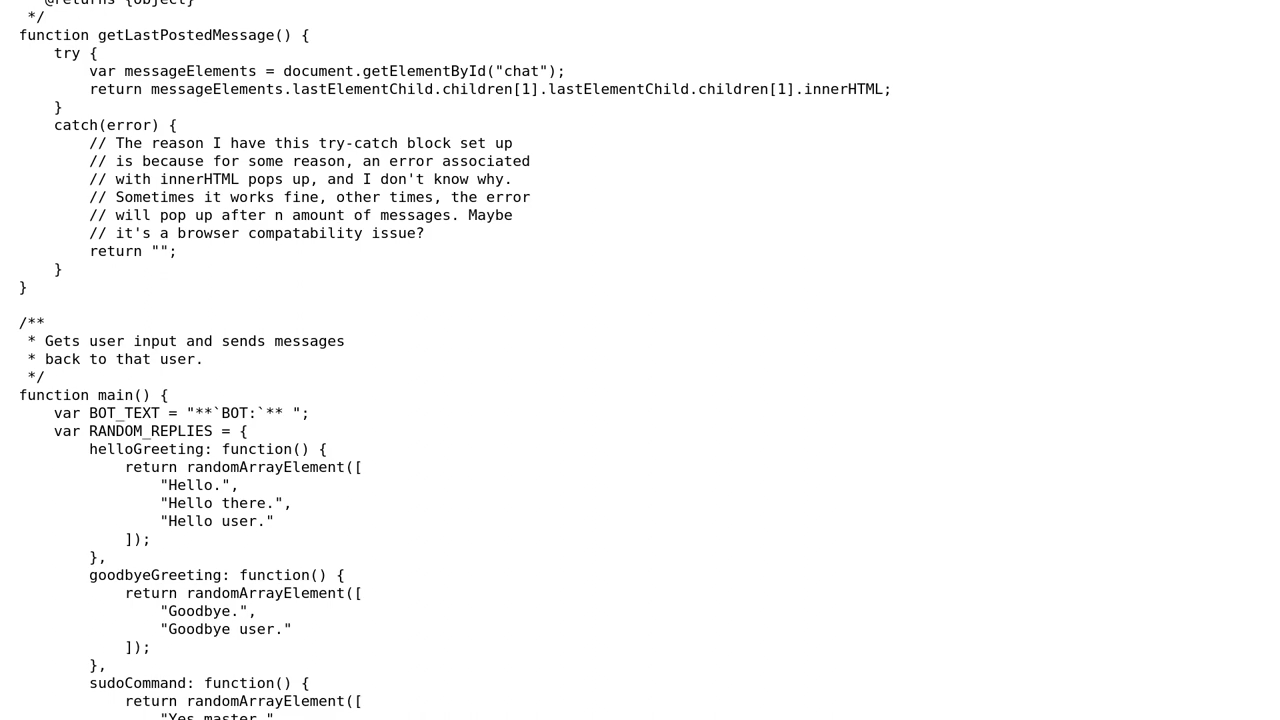 @returns {object}
 */
function getLastPostedMessage() {
    try {
        var messageElements = document.getElementById("chat");
        return messageElements.lastElementChild.children[1].lastElementChild.children[1].innerHTML;
    }
    catch(error) {
        // The reason I have this try-catch block set up
        // is because for some reason, an error associated
        // with innerHTML pops up, and I don't know why.
        // Sometimes it works fine, other times, the error
        // will pop up after n amount of messages. Maybe
        // it's a browser compatability issue?
        return "";
    }
}

/**
 * Gets user input and sends messages
 * back to that user.
 */
function main() {
    var BOT_TEXT = "**`BOT:`** ";
    var RANDOM_REPLIES = {
        helloGreeting: function() {
            return randomArrayElement([
                "Hello.",
                "Hello there.",
                "Hello user."
            ]);
        },
        goodbyeGreeting: function() {
            return randomArrayElement([
                "Goodbye.",
                "Goodbye user."
            ]);
        },
        sudoCommand: function() {
            return randomArrayElement([
                "Yes master."